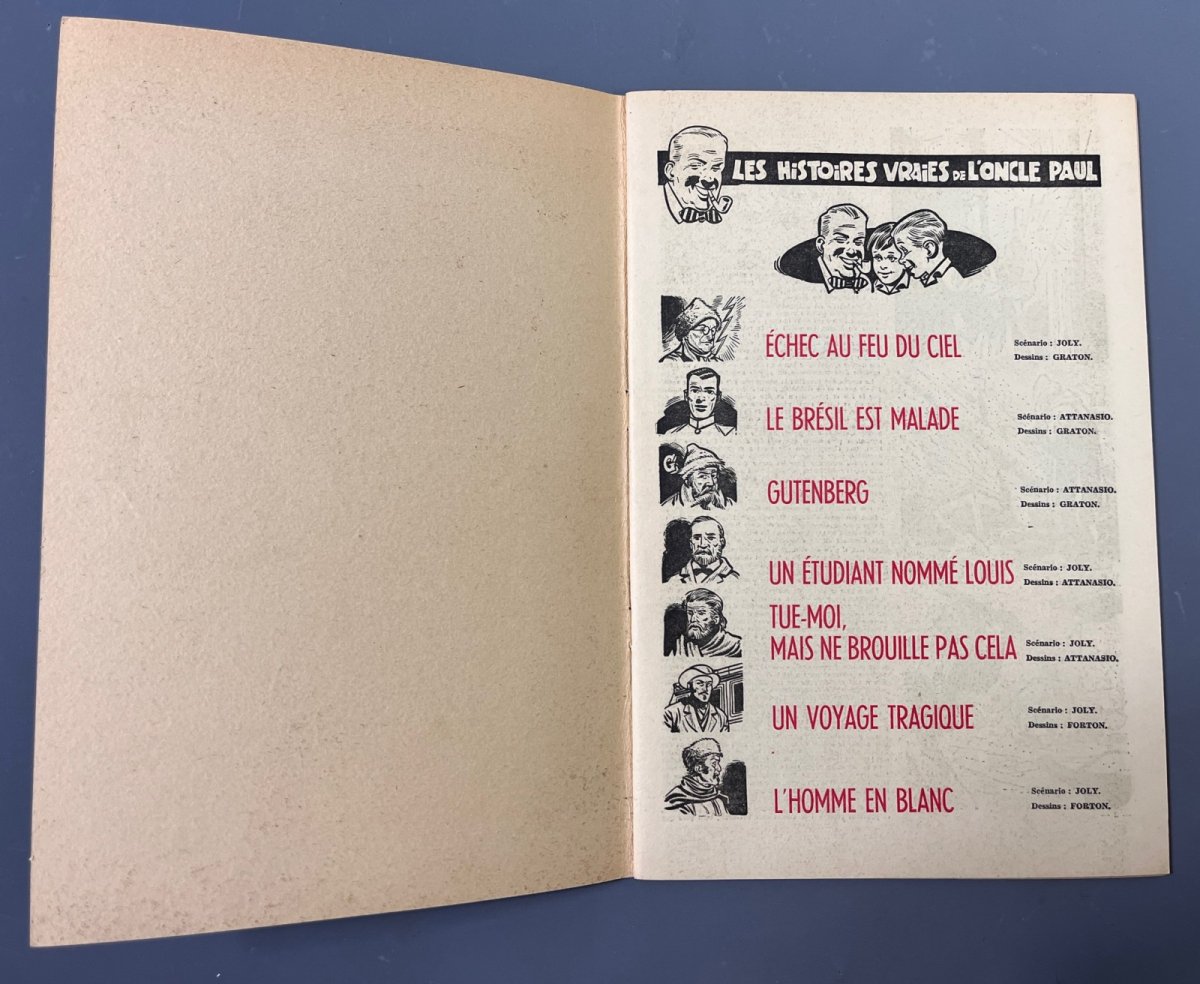 LES HISTOIRES VRAIES DE L'ONCLE PAUL
ÉCHEC AU FEU DU CIEL
Scénario : JOLY.
Dessins : GRATON.
LE BRÉSIL EST MALADE
Scénario : ATTANASIO.
Dessins : GRATON.
GUTENBERG
Scénario : ATTANASIO.
Dessins : GRATON.
UN ÉTUDIANT NOMMÉ LOUIS
Scénario : JOLY.
Dessins : ATTANASIO.
TUE-MOI,
MAIS NE BROUILLE PAS CELA
Scénario : JOLY.
Dessins : ATTANASIO.
UN VOYAGE TRAGIQUE
Scénario : JOLY.
Dessins : FORTON.
L'HOMME EN BLANC
Scénario : JOLY.
Dessins : FORTON.